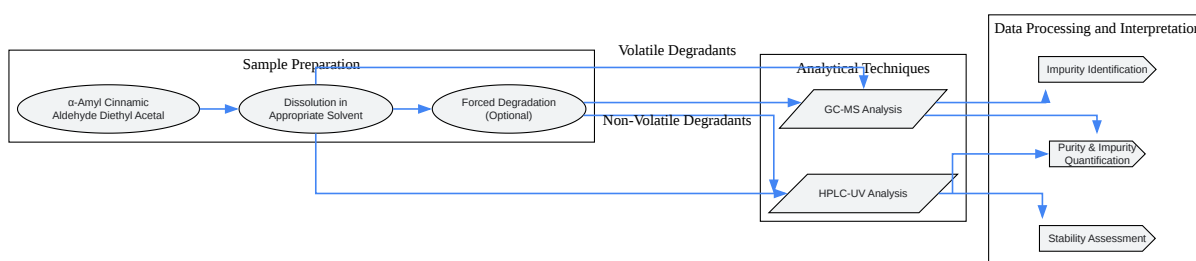 Data Processing and Interpretation
Volatile Degradants
Sample Preparation
Analytical Techniques
Impurity Identification
α-Amyl Cinnamic
Aldehyde Diethyl Acetal
Dissolution in
Appropriate Solvent
Forced Degradation
(Optional)
GC-MS Analysis
Non-Volatile Degradants
Purity & Impurity
Quantification
HPLC-UV Analysis
Stability Assessment